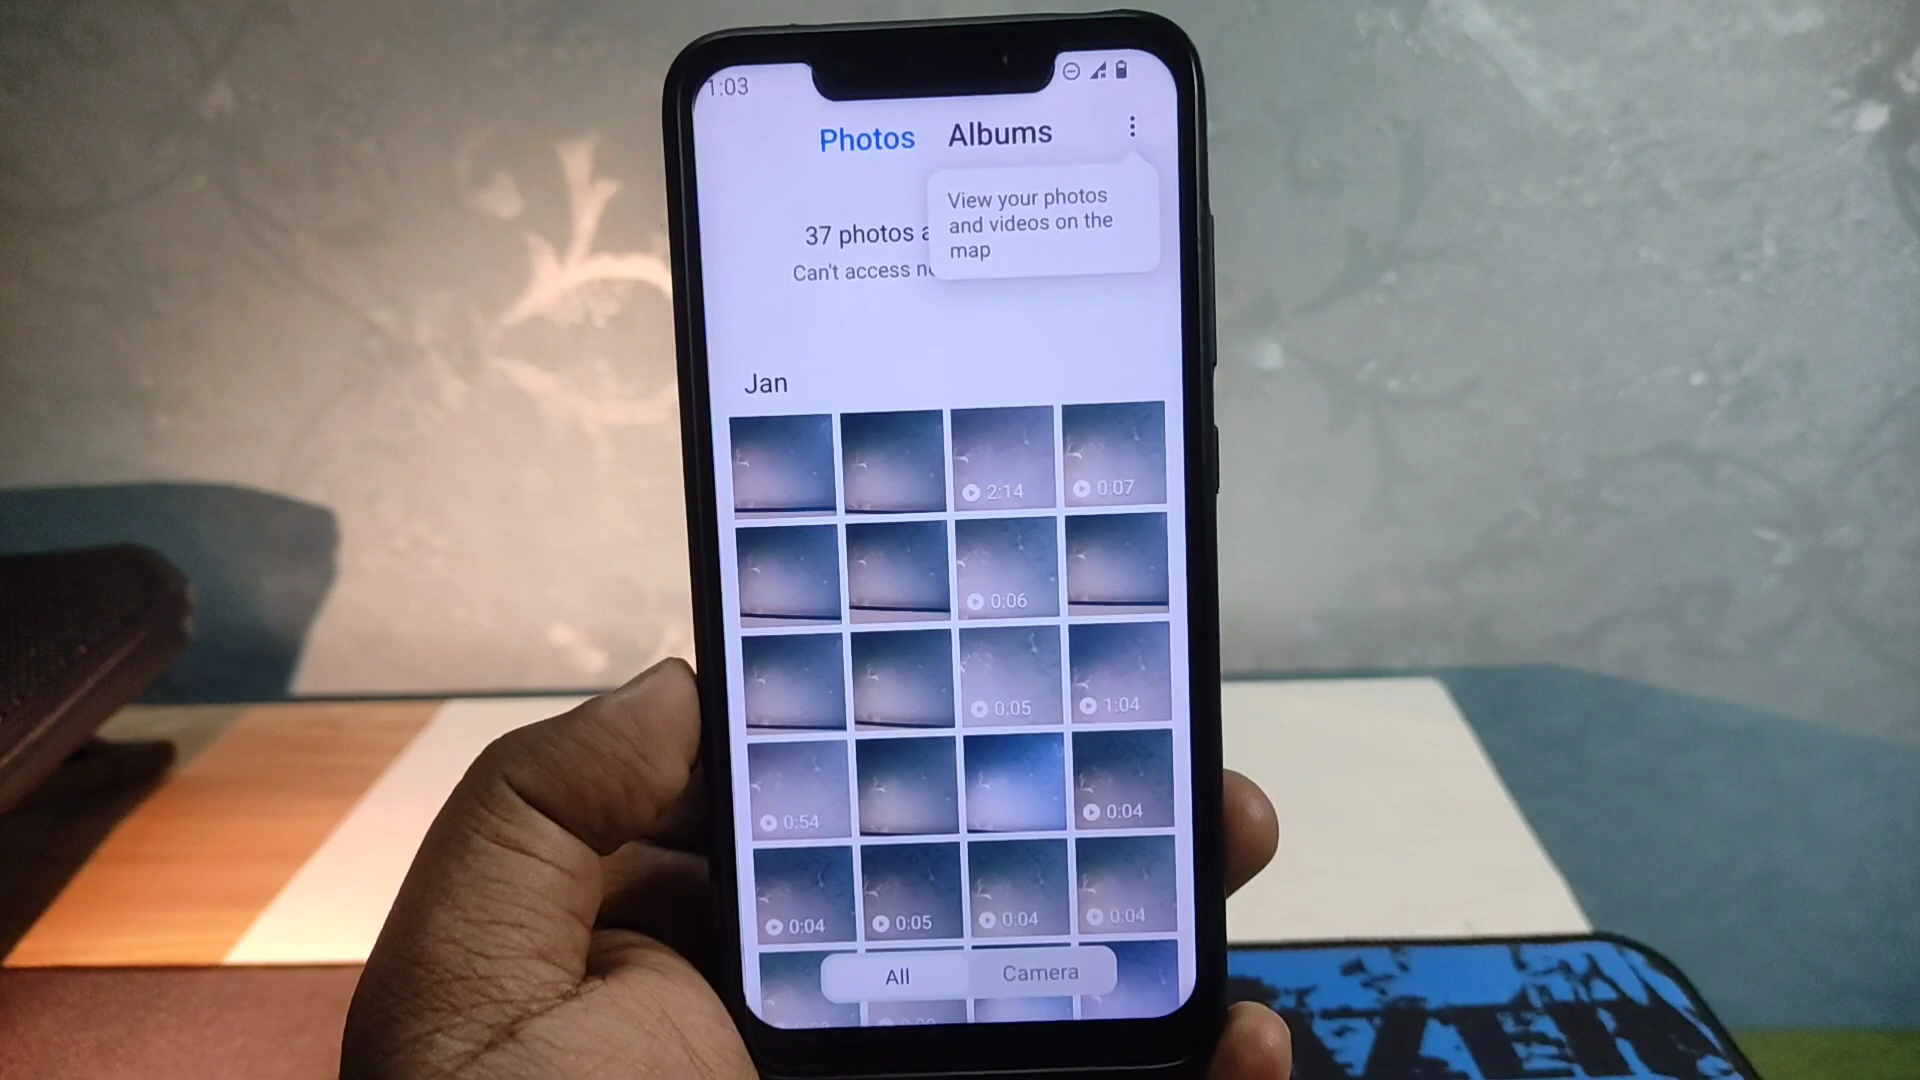 1:03
Photos Albums
View your photos
and videos on the
map
37 photos
Can't access
Jan
2:14 0:07
0:06
0:05 1:04
0:54 0:04
0:04 0:05 0:04 0:04
All Camera